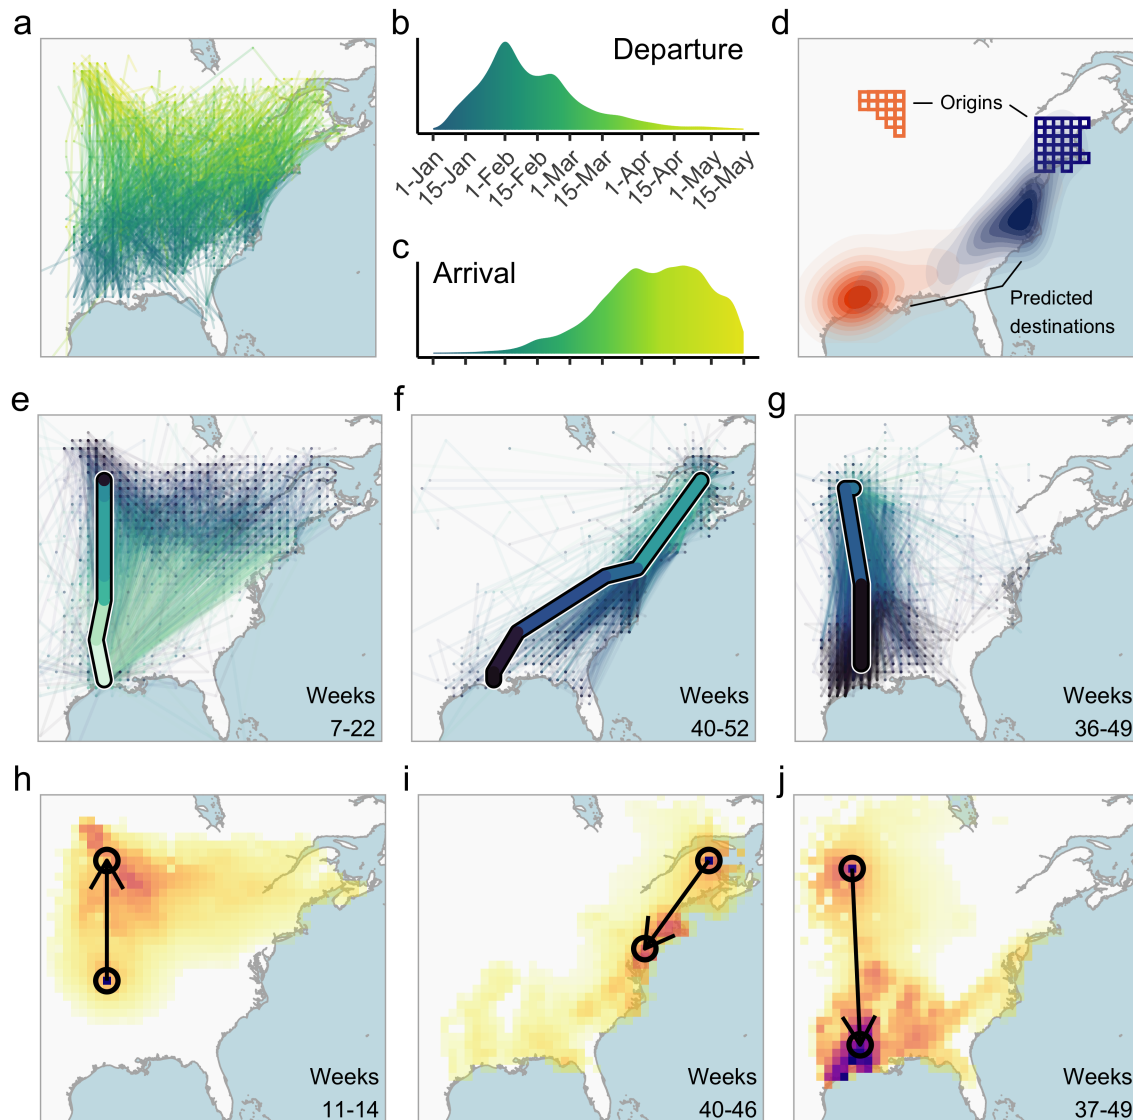 a
b
Departure
1-Jan
15-Jan
1-Feb
15-Feb
1-Mar
15-Mar
1-Apr
15-Apr
1-May
15-May
c
Arrival
d
Origins
Predicted
destinations
e
Weeks
7-22
f
Weeks
40-52
g
Weeks
36-49
h
Weeks
11-14
i
Weeks
40-46
j
Weeks
37-49